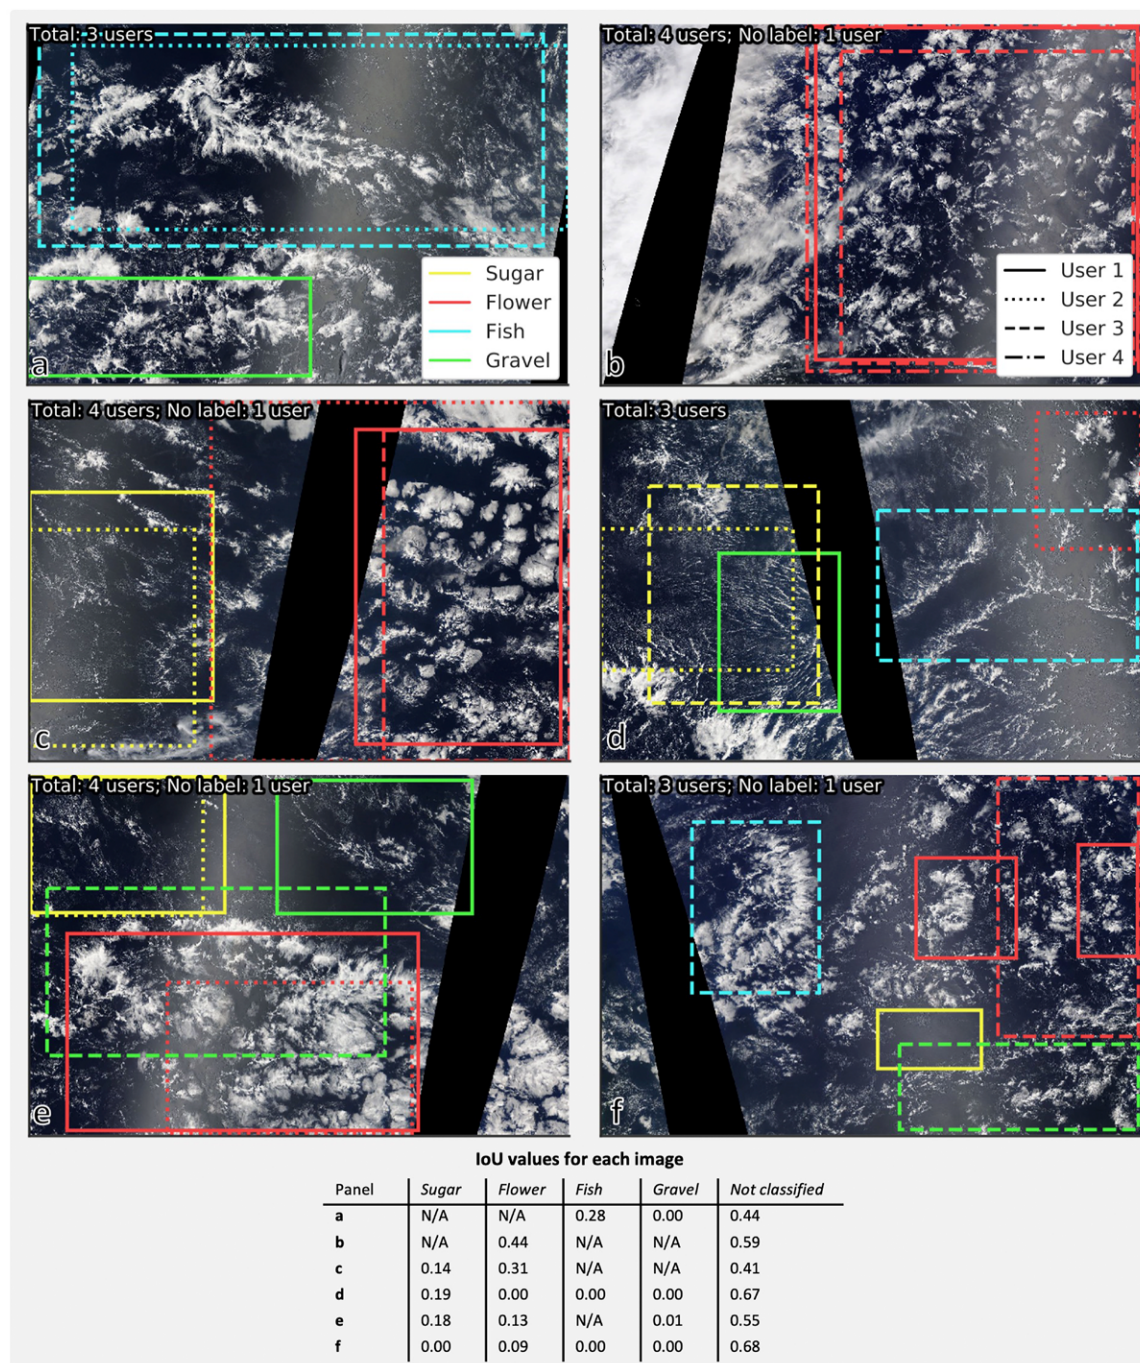 Total: 3 users
Sugar
Flower
Fish
Gravel
a
Total: 4 users; No label: 1 user
User 1
User 2
User 3
User 4
b
Total: 4 users; No label: 1 user
c
Total: 3 users
d
Total: 4 users; No label: 1 user
e
Total: 3 users; No label: 1 user
f
IoU values for each image
Panel Sugar Flower Fish Gravel Not classified
a N/A N/A 0.28 0.00 0.44
b N/A 0.44 N/A N/A 0.59
c 0.14 0.31 N/A N/A 0.41
d 0.19 0.00 0.00 0.00 0.67
e 0.18 0.13 N/A 0.01 0.55
f 0.00 0.09 0.00 0.00 0.68